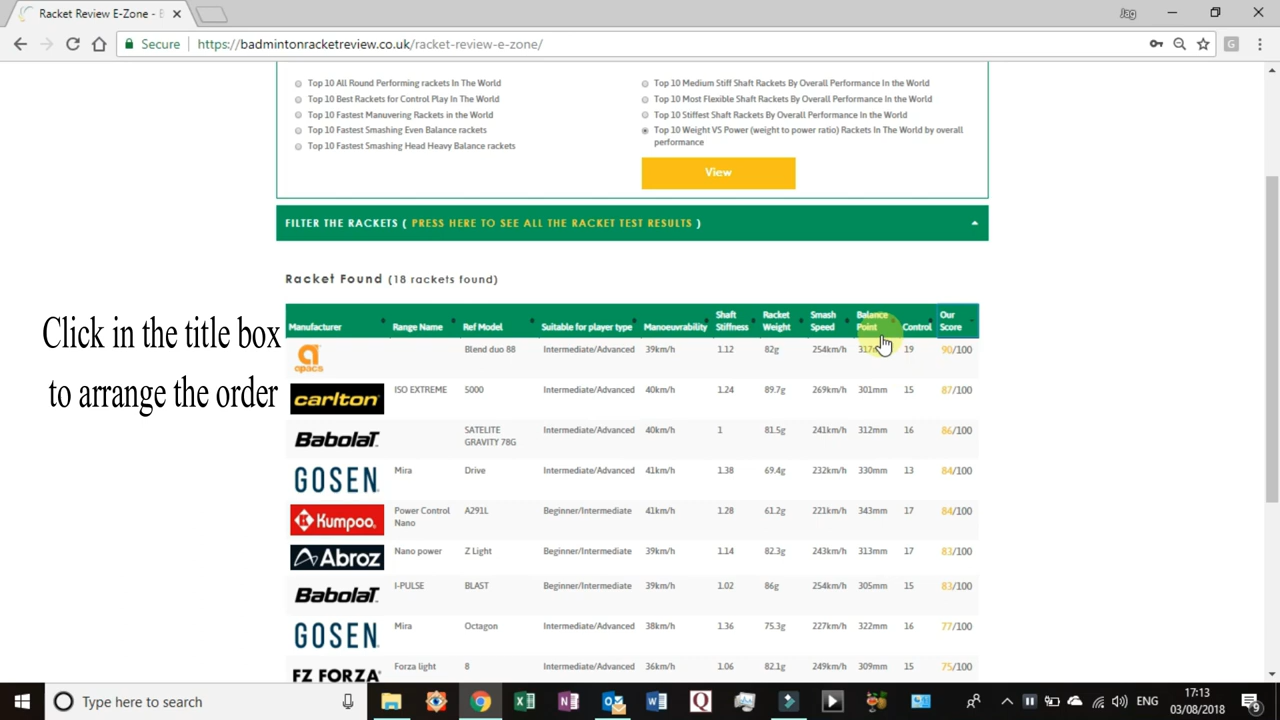 Racket Review E-Zone - B
Jag
Secure
https://badmintonracketreview.co.uk/racket-review-e-zone/
Top 10 All Round Performing rackets In The World
Top 10 Best Rackets for Control Play In The World
Top 10 Fastest Manuvering Rackets in the World
Top 10 Fastest Smashing Even Balance rackets
Top 10 Fastest Smashing Head Heavy Balance rackets
Top 10 Medium Stiff Shaft Rackets By Overall Performance In the World
Top 10 Most Flexible Shaft Rackets By Overall Performance In the World
Top 10 Stiffest Shaft Rackets By Overall Performance In the World
Top 10 Weight VS Power (weight to power ratio) Rackets In The World by overall
performance
View
FILTER THE RACKETS ( PRESS HERE TO SEE ALL THE RACKET TEST RESULTS )
Racket Found (18 rackets found)
Click in the title box
to arrange the order
Manufacturer Range Name Ref Model Suitable for player type Manoeuvrability Shaft Stiffness Racket Weight Smash Speed Balance Point Control Our Score
apacs Blend duo 88 Intermediate/Advanced 39km/h 1.12 82g 254km/h 19 90/100
carlton ISO EXTREME 5000 Intermediate/Advanced 40km/h 1.24 89.7g 269km/h 301mm 15 87/100
BaboLaT SATELITE GRAVITY 78G Intermediate/Advanced 40km/h 1 81.5g 241km/h 312mm 16 86/100
GOSEN Mira Drive Intermediate/Advanced 41km/h 1.38 69.4g 232km/h 330mm 13 84/100
Kumpoo Power Control Nano A291L Beginner/Intermediate 41km/h 1.28 61.2g 221km/h 343mm 17 84/100
Abroz Nano power Z Light Beginner/Intermediate 39km/h 1.14 82.3g 243km/h 313mm 17 83/100
BaboLaT I-PULSE BLAST Beginner/Intermediate 39km/h 1.02 86g 254km/h 305mm 15 83/100
GOSEN Mira Octagon Intermediate/Advanced 38km/h 1.36 75.3g 227km/h 322mm 16 77/100
FZ FORZA Forza light 8 Intermediate/Advanced 36km/h 1.06 82.1g 249km/h 309mm 15 75/100
Type here to search
ENG
17:13
03/08/2018